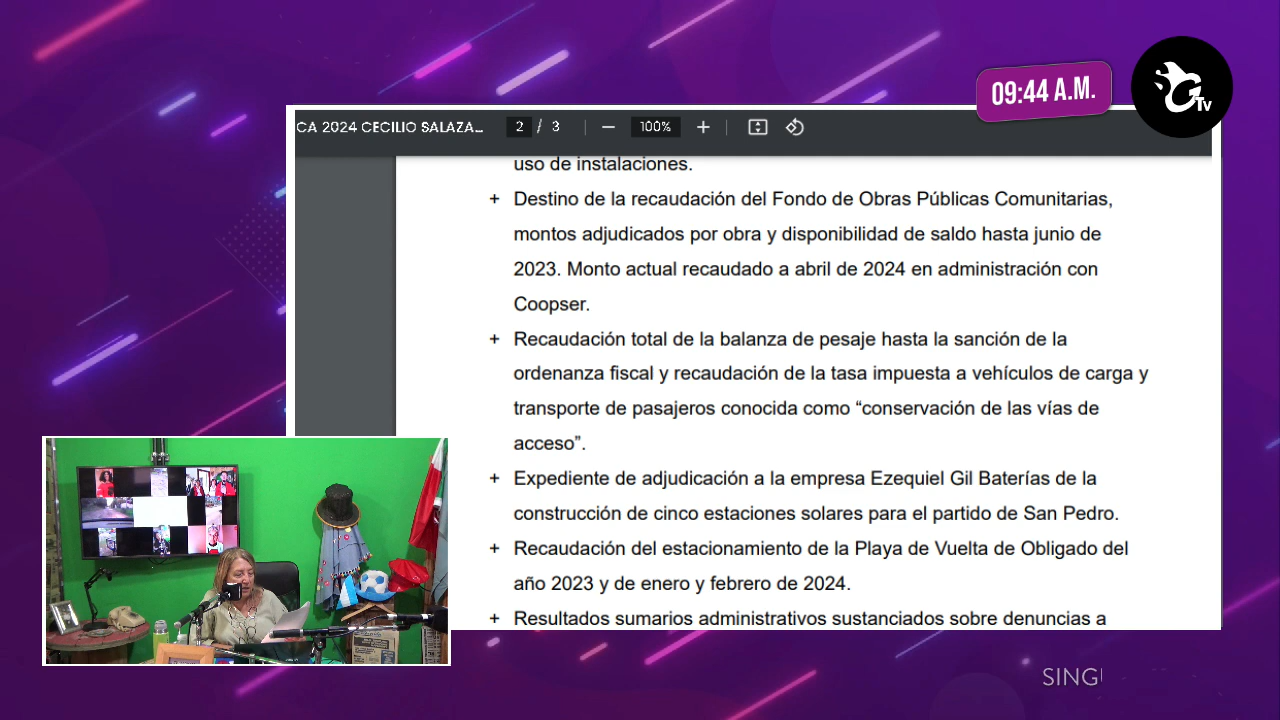 09:44 A.M.
G Tv
CA 2024 CECILIO SALAZA... 2 / 3 100%
uso de instalaciones.
+ Destino de la recaudación del Fondo de Obras Públicas Comunitarias,
montos adjudicados por obra y disponibilidad de saldo hasta junio de
2023. Monto actual recaudado a abril de 2024 en administración con
Coopser.
+ Recaudación total de la balanza de pesaje hasta la sanción de la
ordenanza fiscal y recaudación de la tasa impuesta a vehículos de carga y
transporte de pasajeros conocida como “conservación de las vías de
acceso”.
+ Expediente de adjudicación a la empresa Ezequiel Gil Baterías de la
construcción de cinco estaciones solares para el partido de San Pedro.
+ Recaudación del estacionamiento de la Playa de Vuelta de Obligado del
año 2023 y de enero y febrero de 2024.
+ Resultados sumarios administrativos sustanciados sobre denuncias a
SING